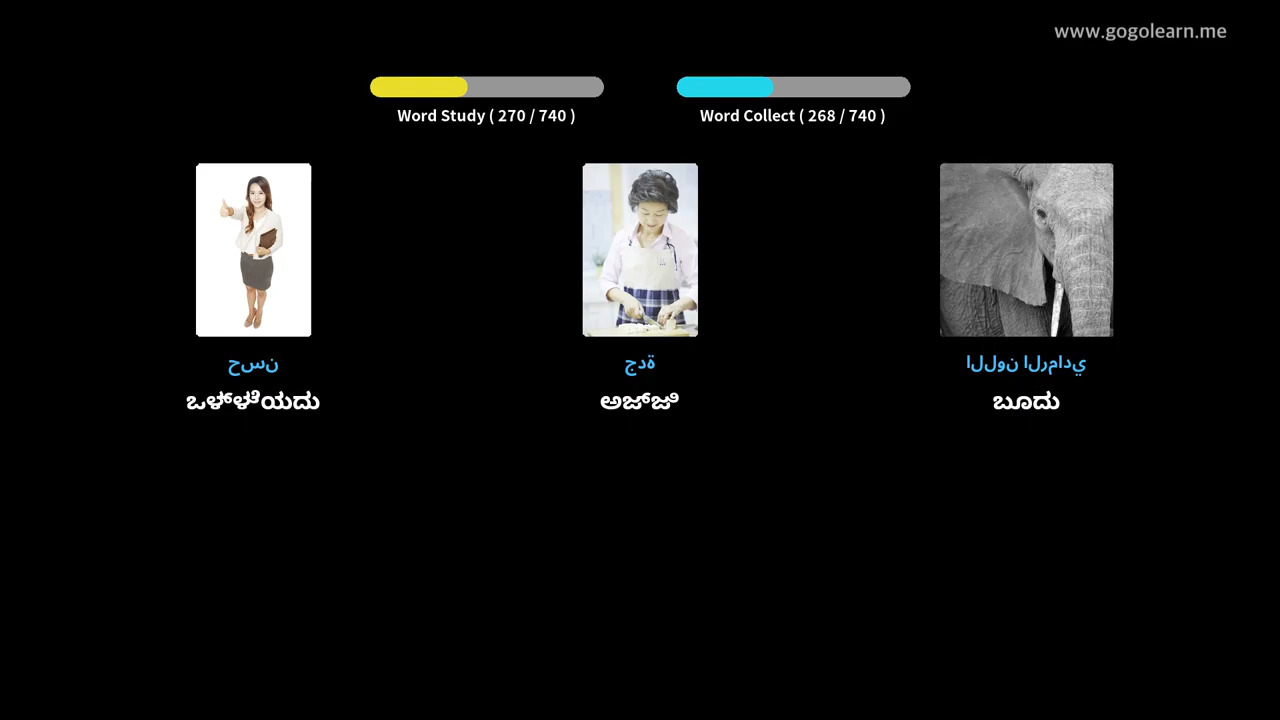 www.gogolearn.me
Word Study ( 270 / 740 )
Word Collect ( 268 / 740 )
حسن
جدة
اللون الرمادي
ಒಳ್ಳೆಯದು
ಅಜ್ಜಿ
ಬೂದು